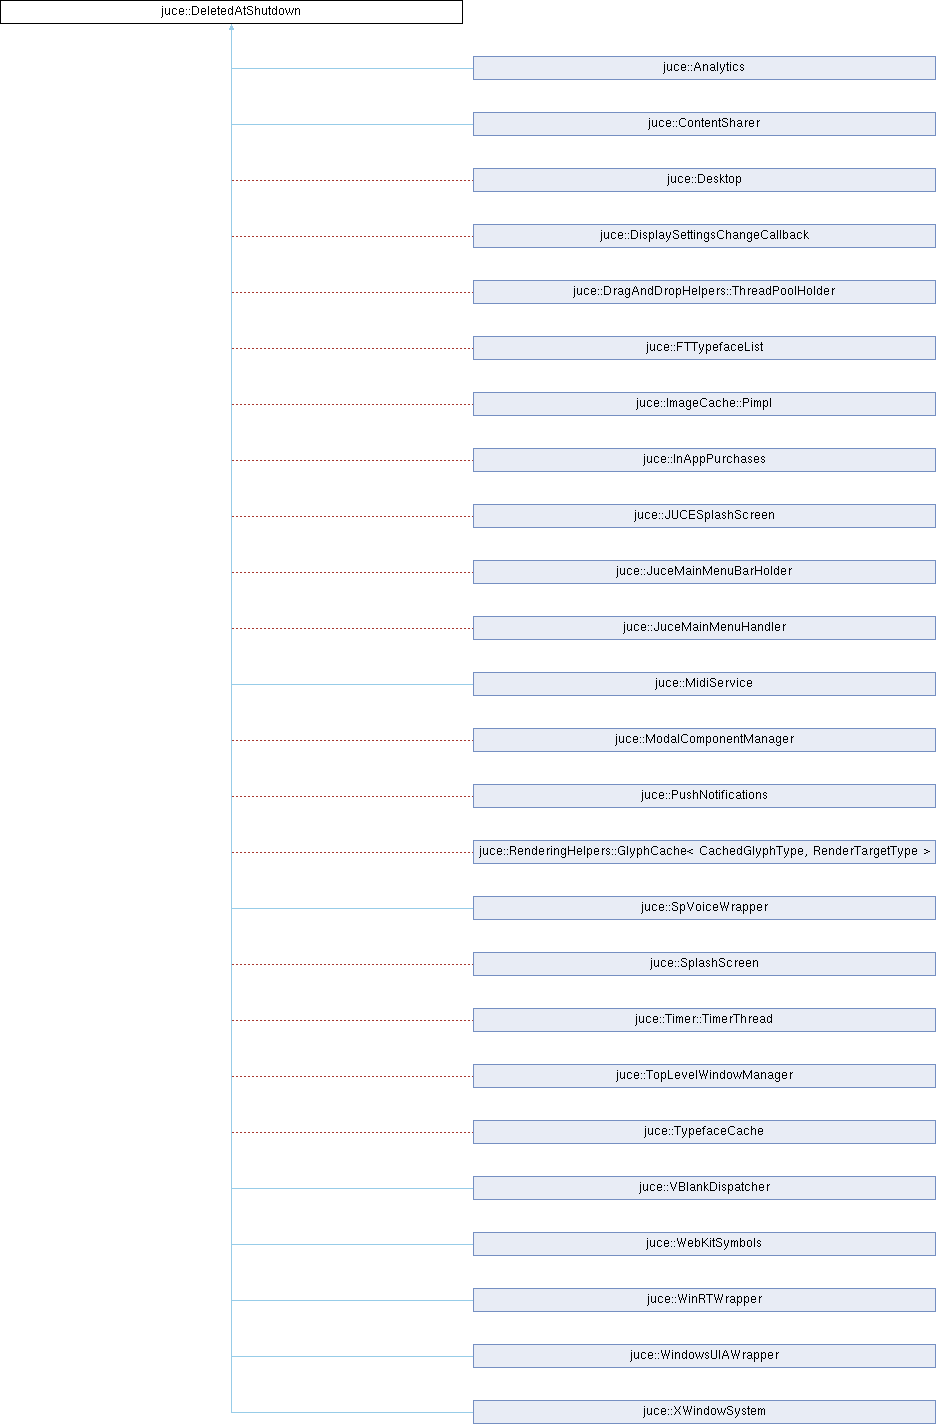 juce::DeletedAtShutdown
juce::Analytics
juce::ContentSharer
juce::Desktop
juce::DisplaySettingsChangeCallback
juce::DragAndDropHelpers::ThreadPoolHolder
juce::FTTypefaceList
juce::ImageCache::Pimpl
juce::InAppPurchases
juce::JUCESplashScreen
juce::JuceMainMenuBarHolder
juce::JuceMainMenuHandler
juce::MidiService
juce::ModalComponentManager
juce::PushNotifications
juce::RenderingHelpers::GlyphCache< CachedGlyphType, RenderTargetType >
juce::SpVoiceWrapper
juce::SplashScreen
juce::Timer::TimerThread
juce::TopLevelWindowManager
juce::TypefaceCache
juce::VBlankDispatcher
juce::WebKitSymbols
juce::WinRTWrapper
juce::WindowsUIAWrapper
juce::XWindowSystem